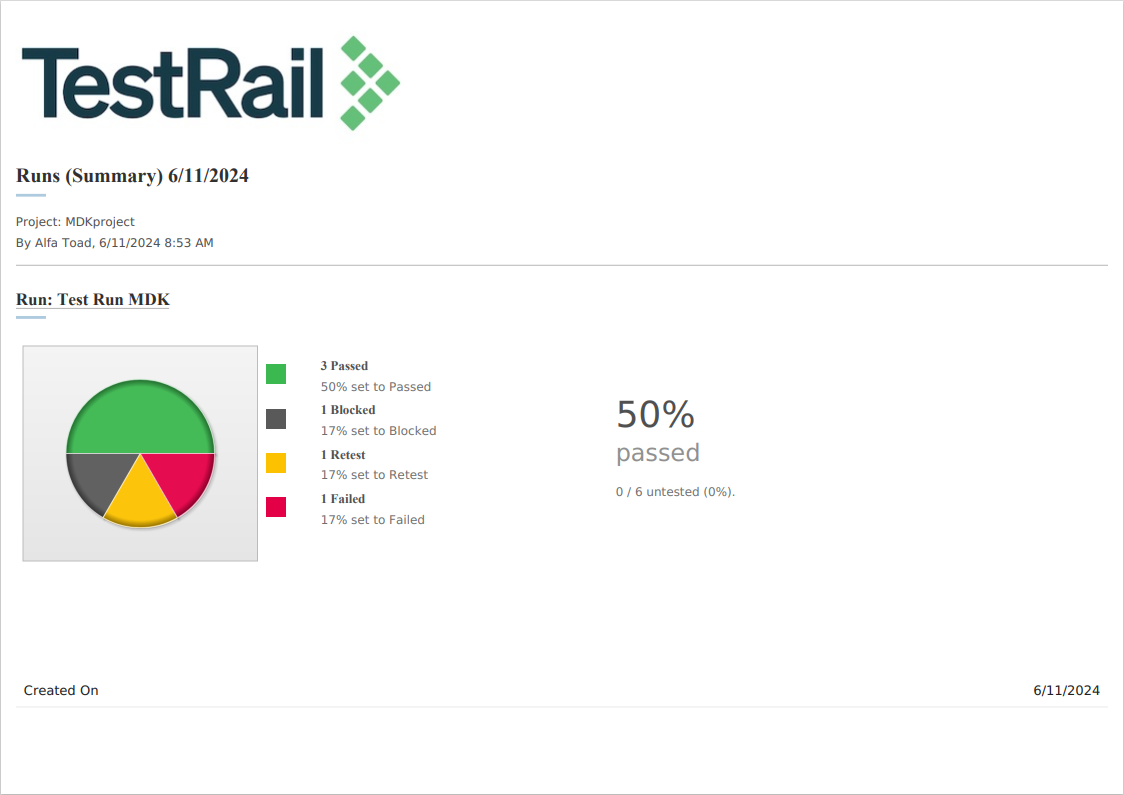 TestRail
Runs (Summary) 6/11/2024
Project: MDKproject
By Alfa Toad, 6/11/2024 8:53 AM
Run: Test Run MDK
3 Passed
50% set to Passed
1 Blocked
17% set to Blocked
1 Retest
17% set to Retest
1 Failed
17% set to Failed
50%
passed
0 / 6 untested (0%).
Created On 6/11/2024